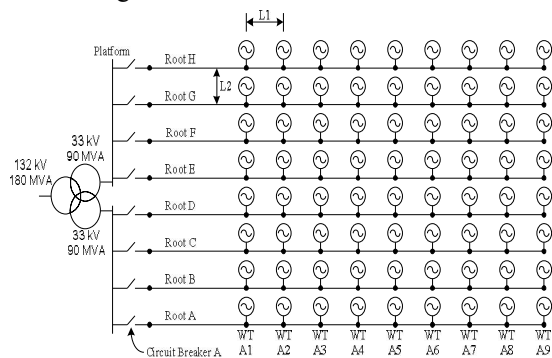 L1
Platform
Root H
L2
Root G
Root F
33 kV
90 MVA
Root E
132 kV
180 MVA
Root D
33 kV
90 MVA
Root C
Root B
Root A
Circuit Breaker A
WT WT WT WT WT WT WT WT WT
A1 A2 A3 A4 A5 A6 A7 A8 A9